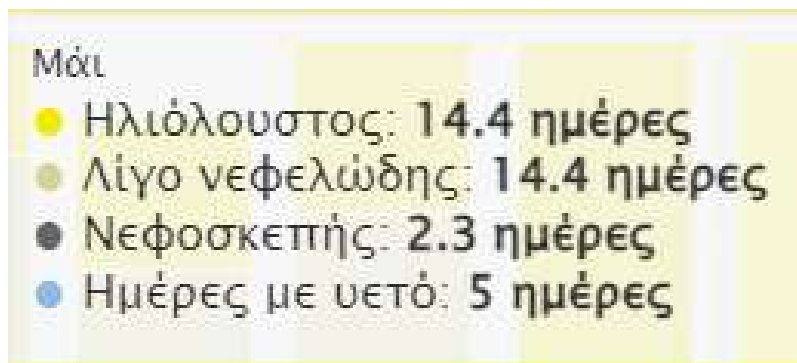 Μάι
Ηλιόλουστος: 14.4 ημέρες
Λίγο νεφελώδης: 14.4 ημέρες
Νεφοσκεπής: 2.3 ημέρες
Ημέρες με υετό: 5 ημέρες